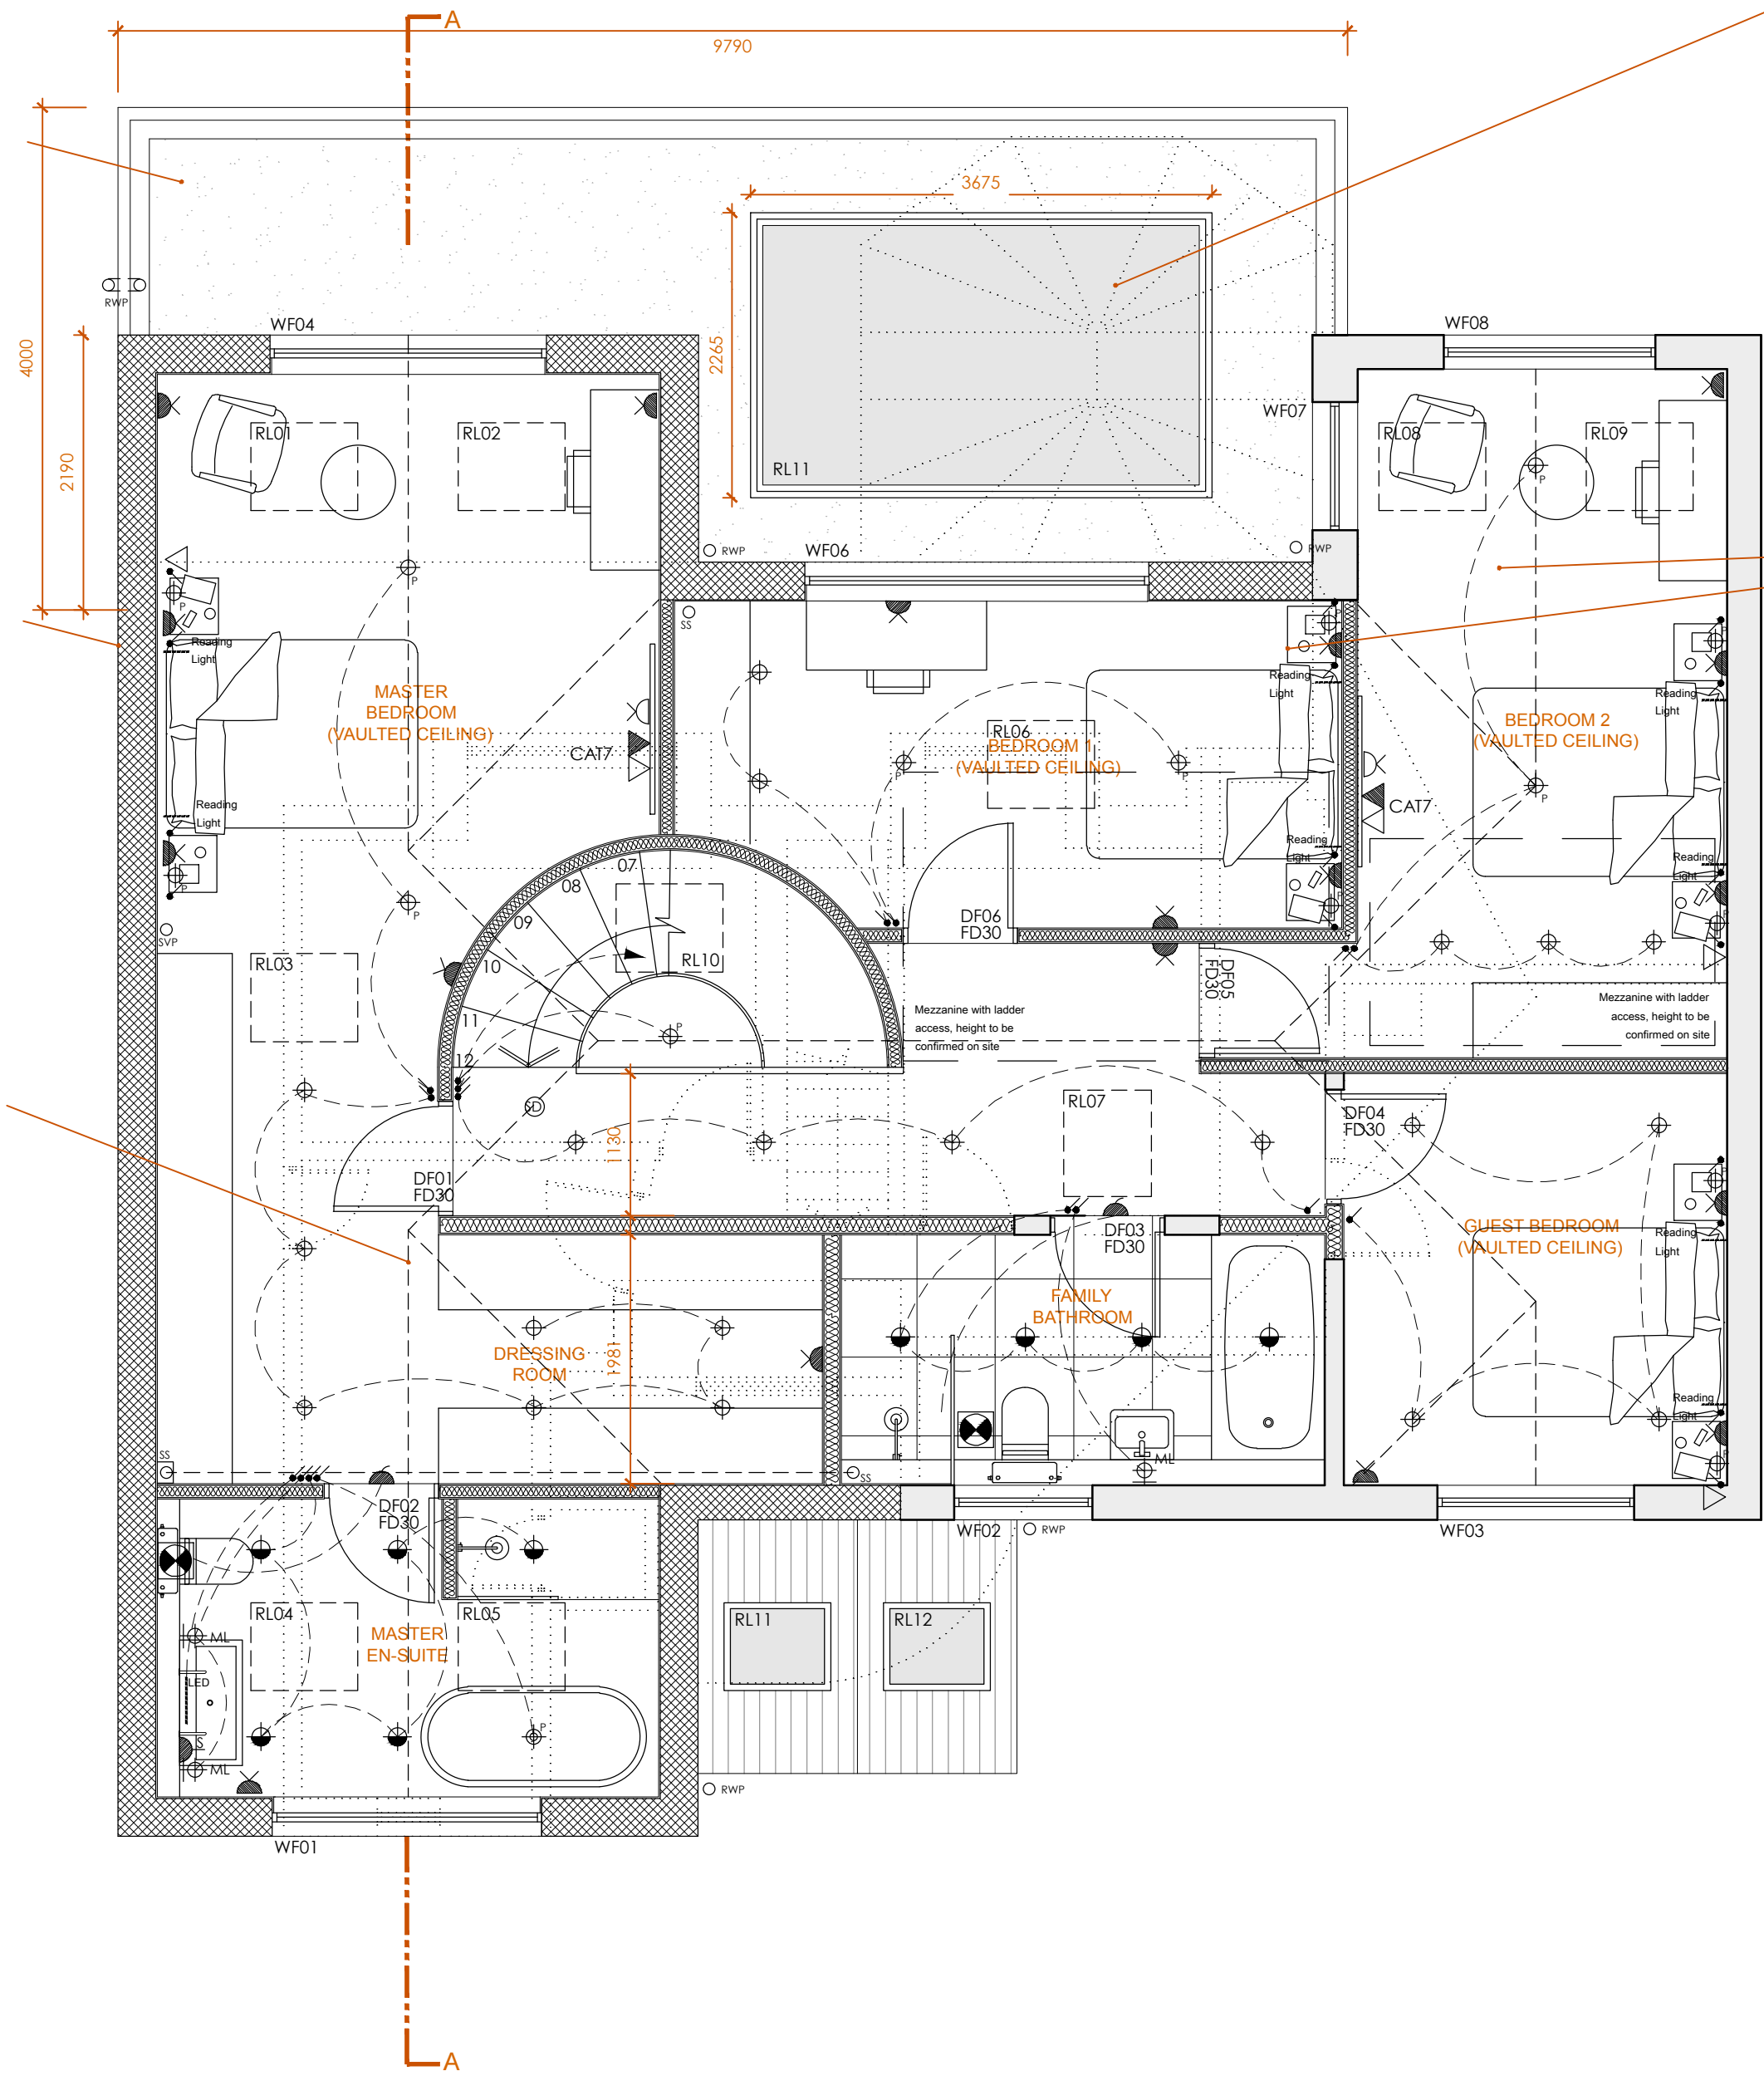 A
9790
3675
4000
2190
2265
RWP
WF04
WF08
WF07
RL01
RL02
RL11
RL08
RL09
P
RWP
WF06
RWP
P
P
SS
P
P
Reading
Light
Reading
Light
Reading
Light
MASTER
BEDROOM
(VAULTED CEILING)
RL06
BEDROOM 1
(VAULTED CEILING)
BEDROOM 2
(VAULTED CEILING)
CAT7
P
P
P
CAT7
Reading
Light
Reading
Light
Reading
Light
P
07
08
09
10
11
12
P
P
P
DF06
FD30
SVP
RL03
RL10
DF05
FD30
P
Mezzanine with ladder
access, height to be
confirmed on site
Mezzanine with ladder
access, height to be
confirmed on site
SD
RL07
DF04
FD30
1130
DF01
FD30
P
DF03
FD30
GUEST BEDROOM
(VAULTED CEILING)
Reading
Light
FAMILY
BATHROOM
DRESSING
ROOM
1981
Reading
Light
SS
SS
ML
P
DF02
FD30
WF02
RWP
WF03
RL04
RL05
RL11
RL12
MASTER
EN-SUITE
ML
LED
P
S
ML
RWP
WF01
A